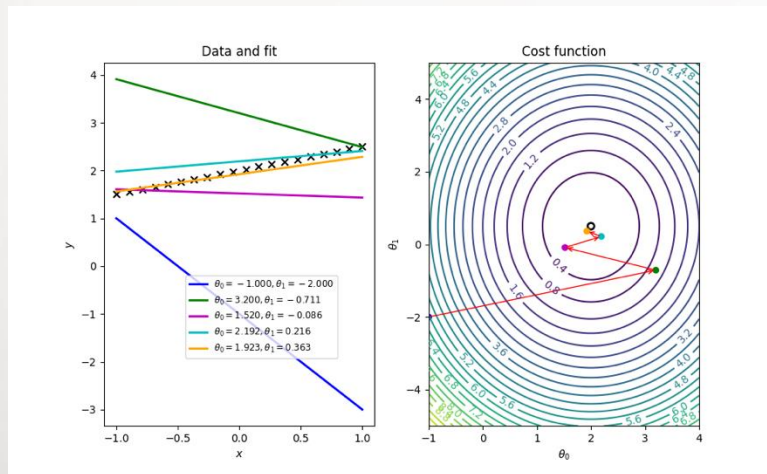 Data and fit
4
3
2
1
0
−1
−2
−3
y
−1.0 −0.5 0.0 0.5 1.0
x
θ₀ = −1.000, θ₁ = −2.000
θ₀ = 3.200, θ₁ = −0.711
θ₀ = 1.520, θ₁ = −0.086
θ₀ = 2.192, θ₁ = 0.216
θ₀ = 1.923, θ₁ = 0.363
Cost function
4
2
0
−2
−4
θ₁
−1 0 1 2 3 4
θ₀
5.6
4.0
4.8
4.4
4.8
5.2
4.4
2.8
2.4
2.0
1.2
0.4
0.8
1.6
3.2
3.6
4.0
5.2
4.8
7.2
5.6
6.0